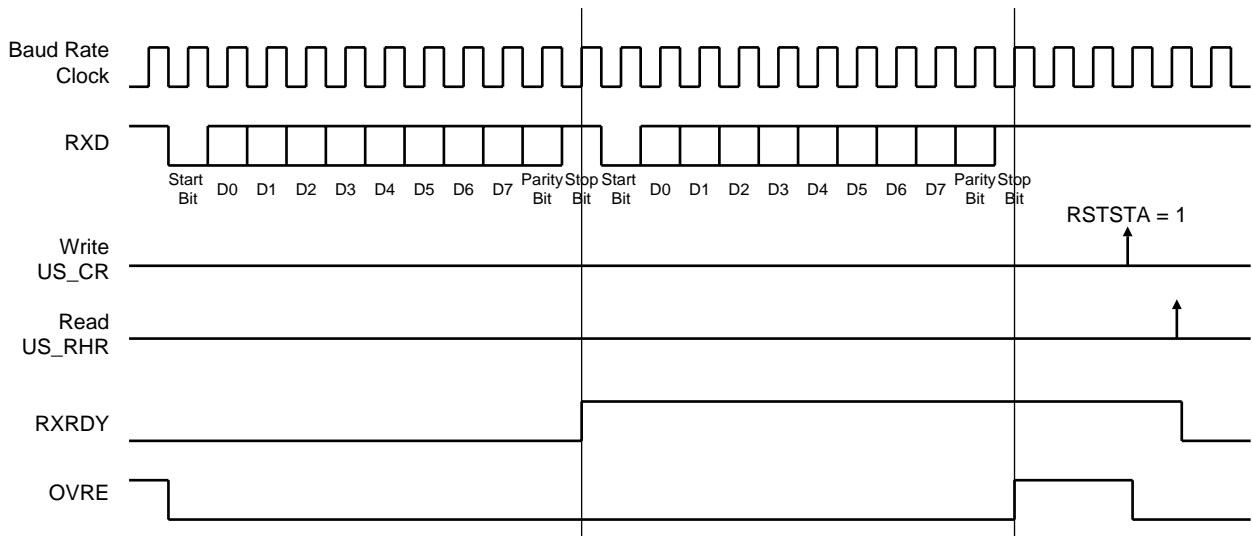 Baud Rate
Clock
RXD
Start
Bit
D0
D1
D2
D3
D4
D5
D6
D7
Parity
Bit
Stop
Bit
Start
Bit
D0
D1
D2
D3
D4
D5
D6
D7
Parity
Bit
Stop
Bit
RSTSTA = 1
Write
US_CR
Read
US_RHR
RXRDY
OVRE